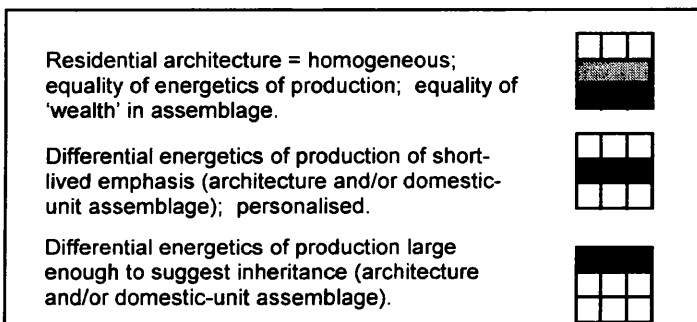 Residential architecture = homogeneous;
equality of energetics of production; equality of
'wealth' in assemblage.
Differential energetics of production of short-
lived emphasis (architecture and/or domestic-
unit assemblage); personalised.
Differential energetics of production large
enough to suggest inheritance (architecture
and/or domestic-unit assemblage).